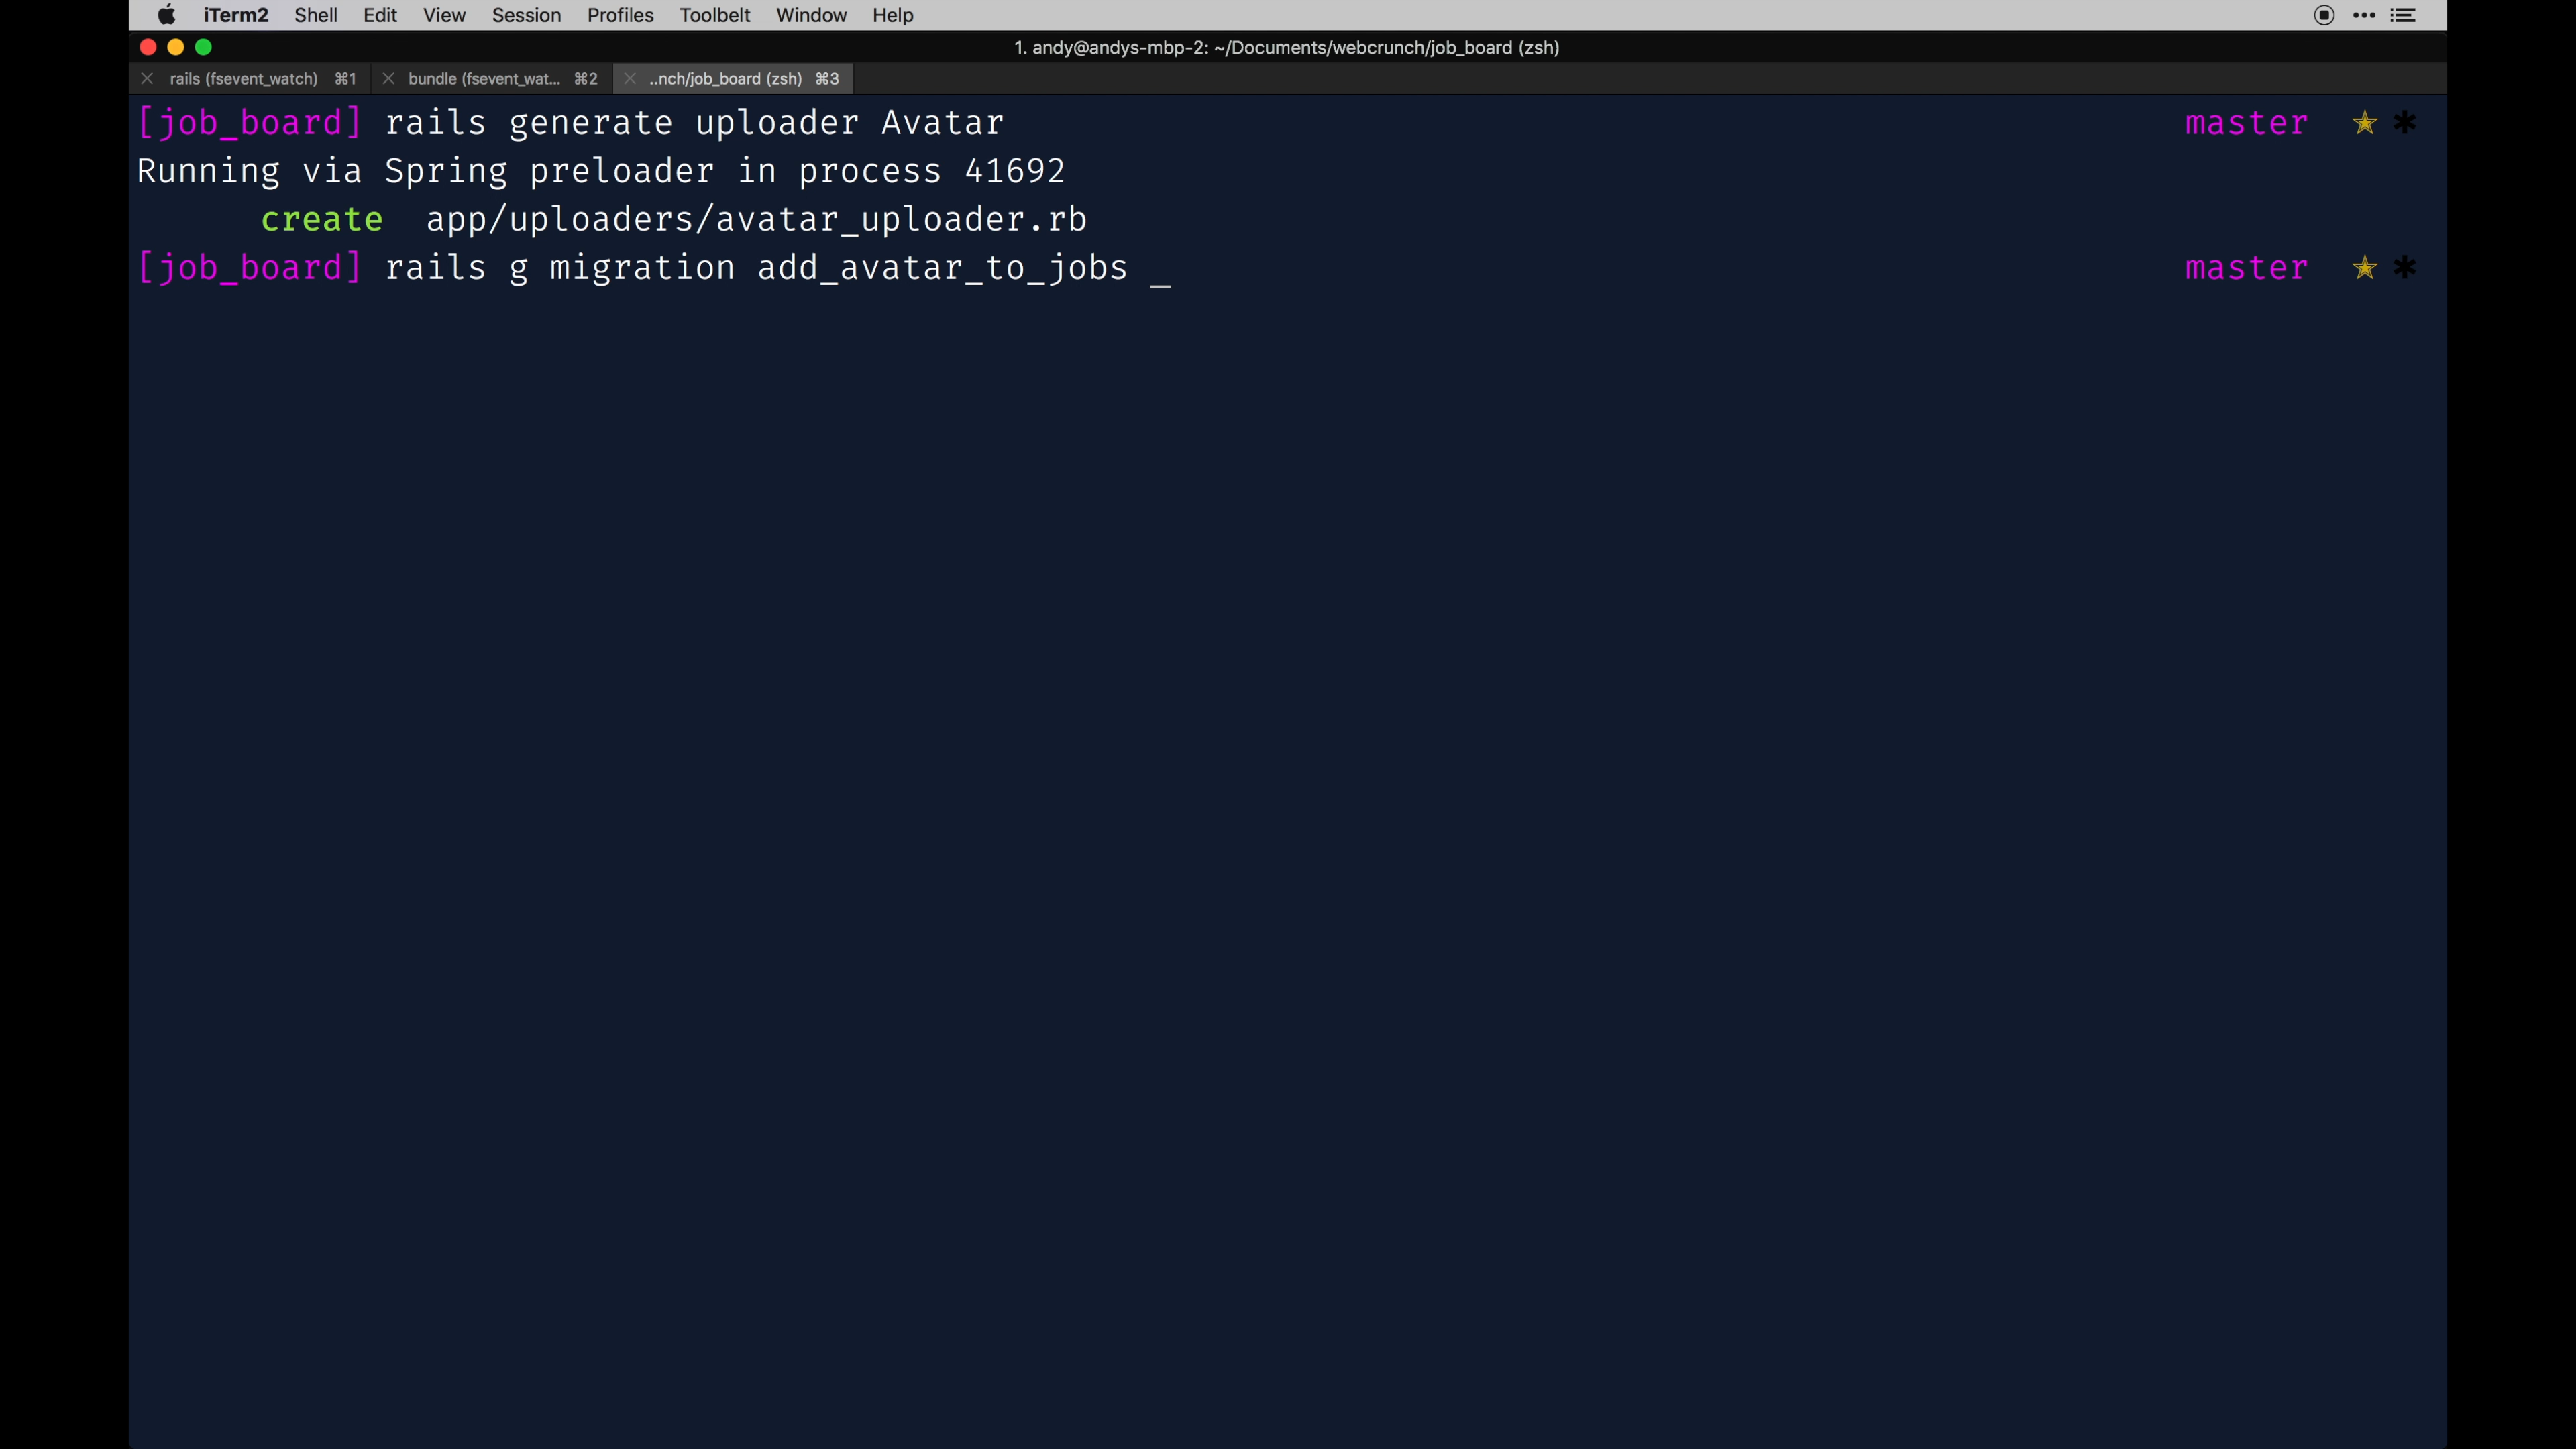 iTerm2 Shell Edit View Session Profiles Toolbelt Window Help
1. andy@andys-mbp-2: ~/Documents/webcrunch/job_board (zsh)
rails (fsevent_watch) ⌘1 bundle (fsevent_wat... ⌘2 ..nch/job_board (zsh) ⌘3
[job_board] rails generate uploader Avatar master ★ *
Running via Spring preloader in process 41692
create app/uploaders/avatar_uploader.rb
[job_board] rails g migration add_avatar_to_jobs _ master ★ *